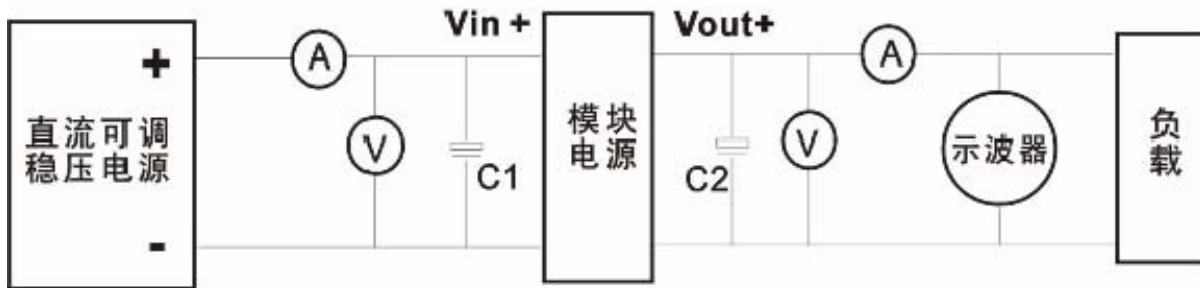 Vin +
Vout+
+
A
A
直流可调
稳压电源
V
C1
模块
电源
C2
V
示波器
负
载
-